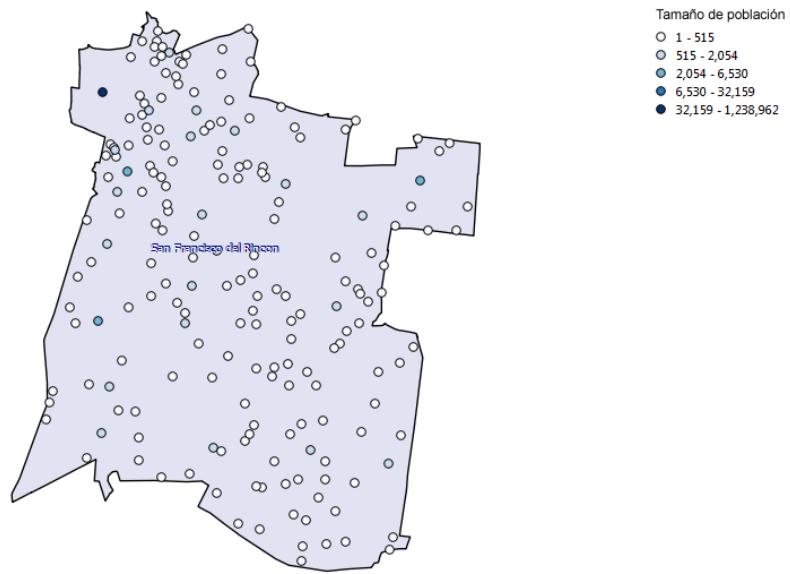 Tamaño de población
1 - 515
515 - 2,054
2,054 - 6,530
6,530 - 32,159
32,159 - 1,238,962
San Francisco del Rincon